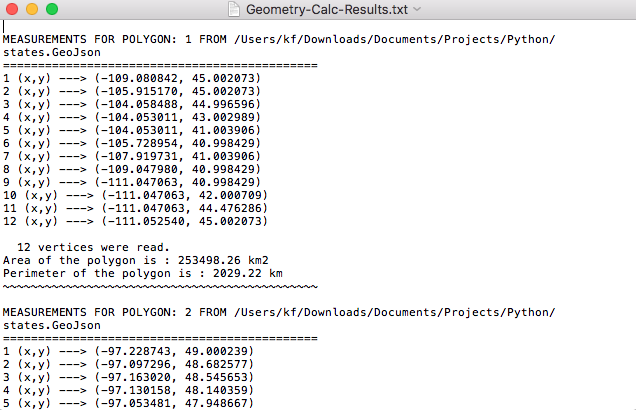 Geometry-Calc-Results.txt
MEASUREMENTS FOR POLYGON: 1 FROM /Users/kf/Downloads/Documents/Projects/Python/
states.GeoJson
=============================================
1 (x,y) ---> (-109.080842, 45.002073)
2 (x,y) ---> (-105.915170, 45.002073)
3 (x,y) ---> (-104.058488, 44.996596)
4 (x,y) ---> (-104.053011, 43.002989)
5 (x,y) ---> (-104.053011, 41.003906)
6 (x,y) ---> (-105.728954, 40.998429)
7 (x,y) ---> (-107.919731, 41.003906)
8 (x,y) ---> (-109.047980, 40.998429)
9 (x,y) ---> (-111.047063, 40.998429)
10 (x,y) ---> (-111.047063, 42.000709)
11 (x,y) ---> (-111.047063, 44.476286)
12 (x,y) ---> (-111.052540, 45.002073)
12 vertices were read.
Area of the polygon is : 253498.26 km2
Perimeter of the polygon is : 2029.22 km
~~~~~~~~~~~~~~~~~~~~~~~~~~~~~~~~~~~~~~~~~~~~~
MEASUREMENTS FOR POLYGON: 2 FROM /Users/kf/Downloads/Documents/Projects/Python/
states.GeoJson
=============================================
1 (x,y) ---> (-97.228743, 49.000239)
2 (x,y) ---> (-97.097296, 48.682577)
3 (x,y) ---> (-97.163020, 48.545653)
4 (x,y) ---> (-97.130158, 48.140359)
5 (x,y) ---> (-97.053481, 47.948667)